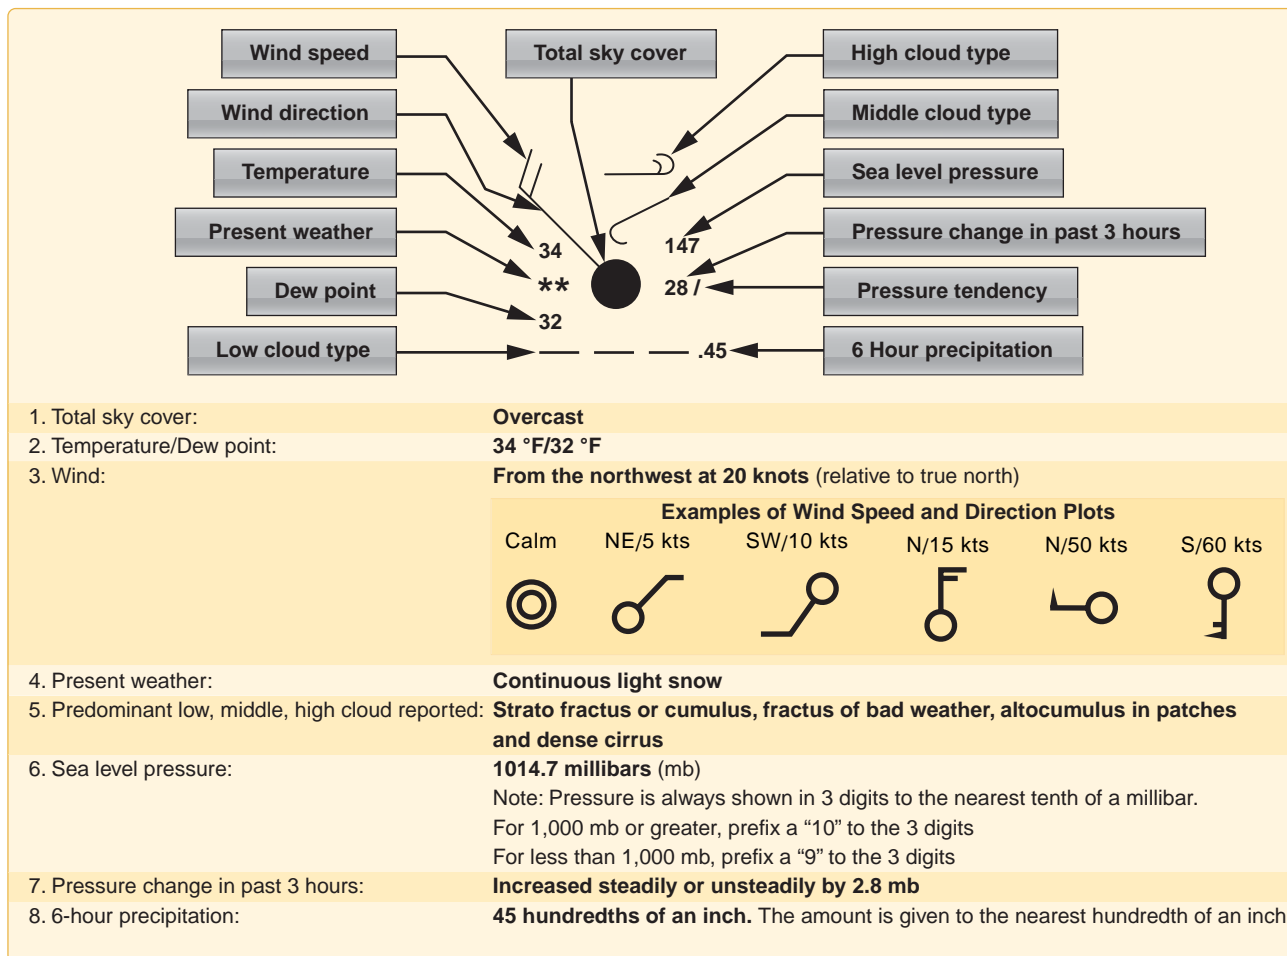 Wind speed
Total sky cover
High cloud type
Wind direction
Middle cloud type
Temperature
Sea level pressure
Present weather
34
147
Pressure change in past 3 hours
Dew point
**
28 /
Pressure tendency
32
Low cloud type
.45
6 Hour precipitation
1. Total sky cover: Overcast
2. Temperature/Dew point: 34 °F/32 °F
3. Wind: From the northwest at 20 knots (relative to true north)
Examples of Wind Speed and Direction Plots
Calm NE/5 kts SW/10 kts N/15 kts N/50 kts S/60 kts
4. Present weather: Continuous light snow
5. Predominant low, middle, high cloud reported: Strato fractus or cumulus, fractus of bad weather, altocumulus in patches
and dense cirrus
6. Sea level pressure: 1014.7 millibars (mb)
Note: Pressure is always shown in 3 digits to the nearest tenth of a millibar.
For 1,000 mb or greater, prefix a “10” to the 3 digits
For less than 1,000 mb, prefix a “9” to the 3 digits
7. Pressure change in past 3 hours: Increased steadily or unsteadily by 2.8 mb
8. 6-hour precipitation: 45 hundredths of an inch. The amount is given to the nearest hundredth of an inch